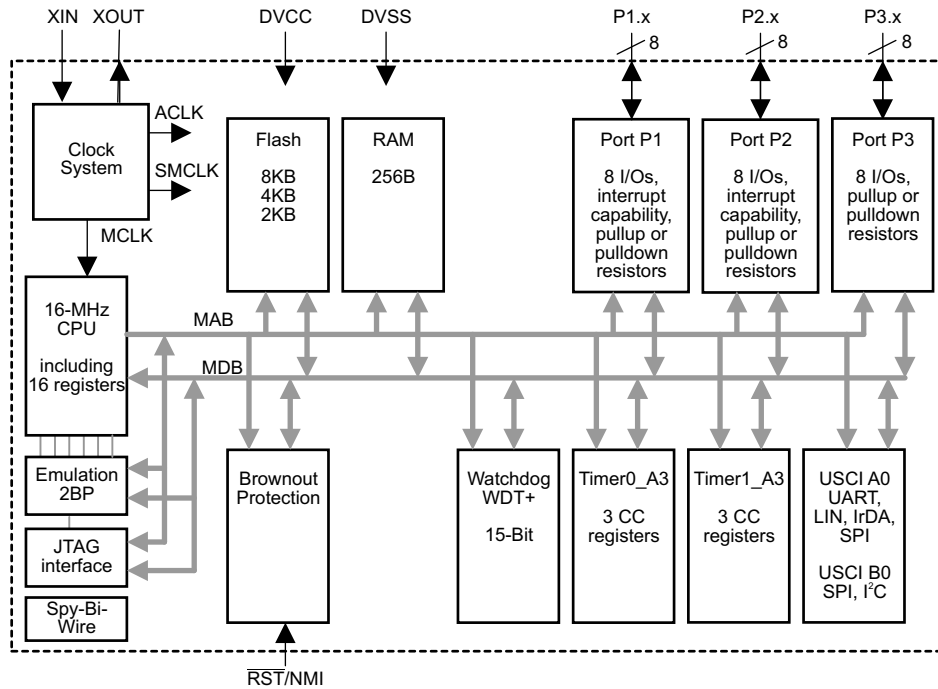 XIN XOUT DVCC DVSS P1.x P2.x P3.x
8 8 8
ACLK
Clock
System
SMCLK
MCLK
Flash
8KB
4KB
2KB
RAM
256B
Port P1
8 I/Os,
interrupt
capability,
pullup or
pulldown
resistors
Port P2
8 I/Os,
interrupt
capability,
pullup or
pulldown
resistors
Port P3
8 I/Os,
pullup or
pulldown
resistors
16-MHz
CPU
including
16 registers
MAB
MDB
Emulation
2BP
JTAG
interface
Spy-Bi-
Wire
Brownout
Protection
Watchdog
WDT+
15-Bit
Timer0_A3
3 CC
registers
Timer1_A3
3 CC
registers
USCI A0
UART,
LIN, IrDA,
SPI
USCI B0
SPI, I²C
RST/NMI